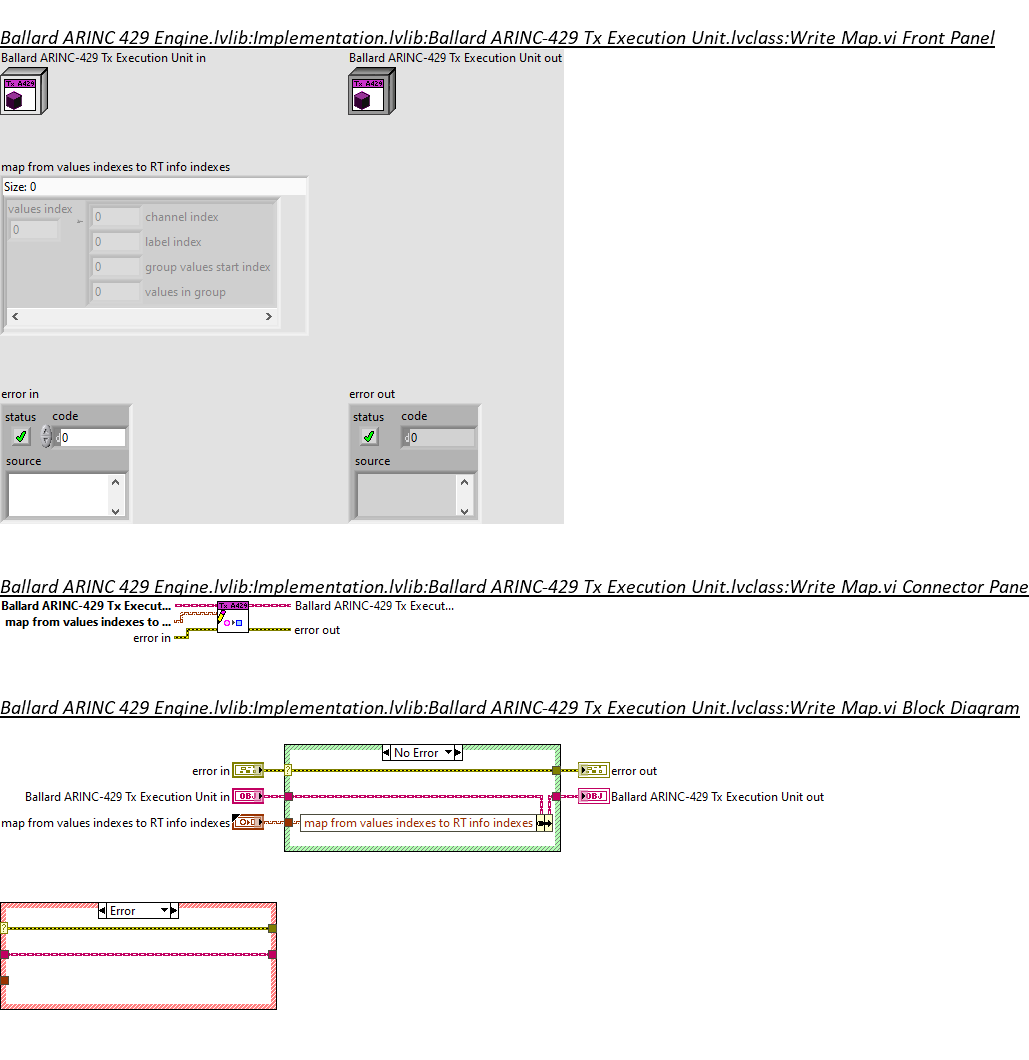 Ballard ARINC 429 Engine.lvlib:Implementation.lvlib:Ballard ARINC-429 Tx Execution Unit.lvclass:Write Map.vi Front Panel
Ballard ARINC-429 Tx Execution Unit in
Ballard ARINC-429 Tx Execution Unit out
Tx A429
Tx A429
map from values indexes to RT info indexes
Size: 0
values index
0
0 channel index
0 label index
0 group values start index
0 values in group
error in
status code
d 0
source
error out
status code
d 0
source
Ballard ARINC 429 Engine.lvlib:Implementation.lvlib:Ballard ARINC-429 Tx Execution Unit.lvclass:Write Map.vi Connector Pane
Ballard ARINC-429 Tx Execut...
map from values indexes to ...
error in
Tx A429
Ballard ARINC-429 Tx Execut...
error out
Ballard ARINC 429 Engine.lvlib:Implementation.lvlib:Ballard ARINC-429 Tx Execution Unit.lvclass:Write Map.vi Block Diagram
No Error
error in
?
error out
Ballard ARINC-429 Tx Execution Unit in
OBJ
OBJ
Ballard ARINC-429 Tx Execution Unit out
map from values indexes to RT info indexes
map from values indexes to RT info indexes
Error
?